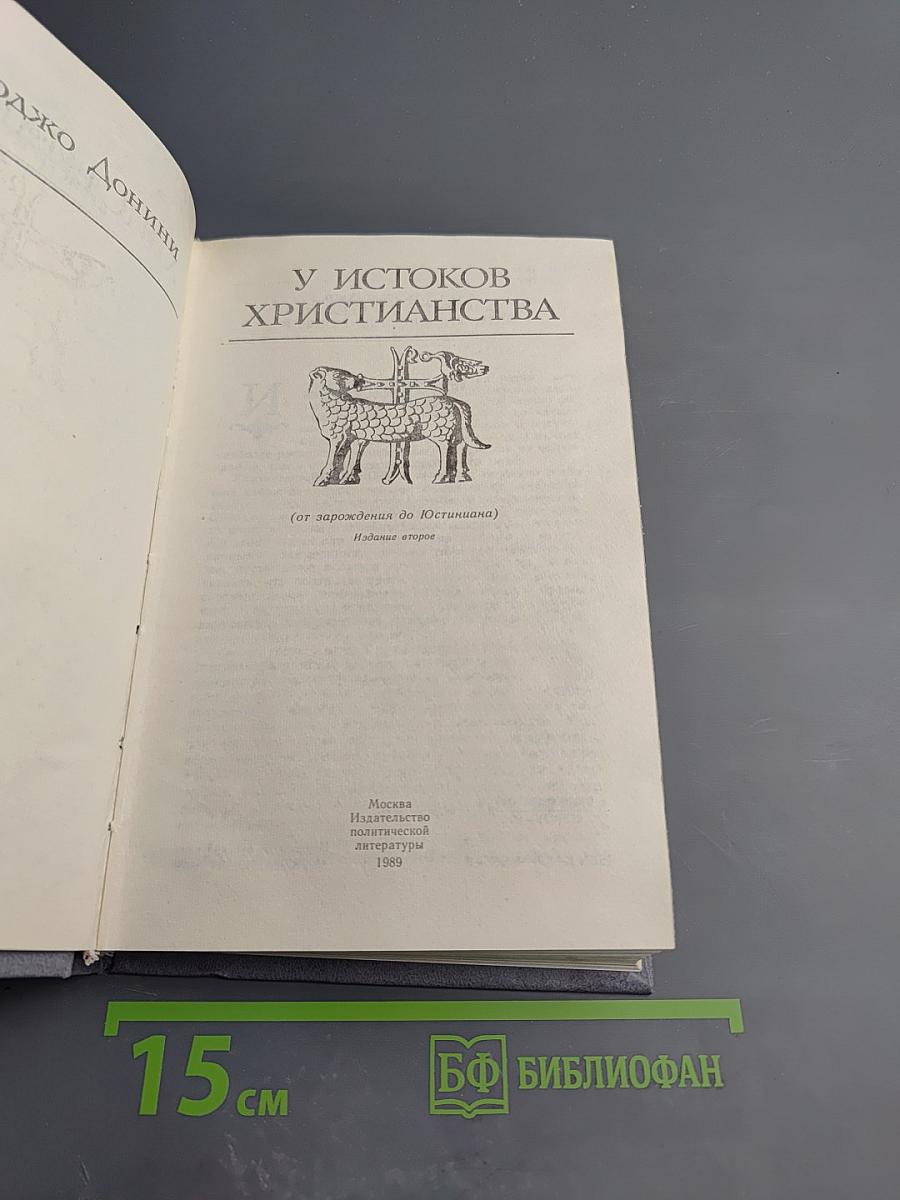 оджо Донини
У ИСТОКОВ
ХРИСТИАНСТВА
(от зарождения до Юстиниана)
Издание второе
Москва
Издательство
политической
литературы
1989
15 см
БФ БИБЛИОФАН